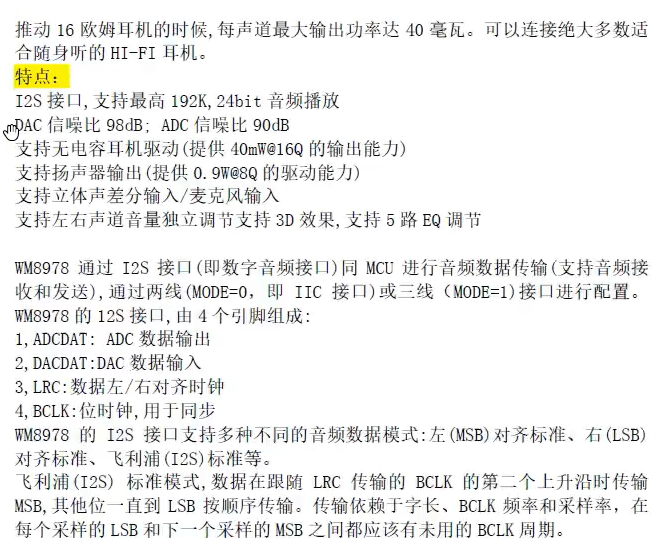 推动 16 欧姆耳机的时候,每声道最大输出功率达 40 毫瓦。可以连接绝大多数适
合随身听的 HI-FI 耳机。
特点：
I2S 接口,支持最高 192K,24bit 音频播放
DAC 信噪比 98dB; ADC 信噪比 90dB
支持无电容耳机驱动(提供 40mW@16Q 的输出能力)
支持扬声器输出(提供 0.9W@8Q 的驱动能力)
支持立体声差分输入/麦克风输入
支持左右声道音量独立调节支持 3D 效果,支持 5 路 EQ 调节
WM8978 通过 I2S 接口(即数字音频接口)同 MCU 进行音频数据传输(支持音频接
收和发送),通过两线(MODE=0, 即 IIC 接口)或三线（MODE=1)接口进行配置。
WM8978 的 12S 接口,由 4 个引脚组成:
1,ADCDAT: ADC 数据输出
2,DACDAT:DAC 数据输入
3,LRC:数据左/右对齐时钟
4,BCLK:位时钟,用于同步
WM8978 的 I2S 接口支持多种不同的音频数据模式:左(MSB)对齐标准、右(LSB)
对齐标准、飞利浦(I2S)标准等。
飞利浦(I2S) 标准模式,数据在跟随 LRC 传输的 BCLK 的第二个上升沿时传输
MSB,其他位一直到 LSB 按顺序传输。传输依赖于字长、BCLK 频率和采样率，在
每个采样的 LSB 和下一个采样的 MSB 之间都应该有未用的 BCLK 周期。